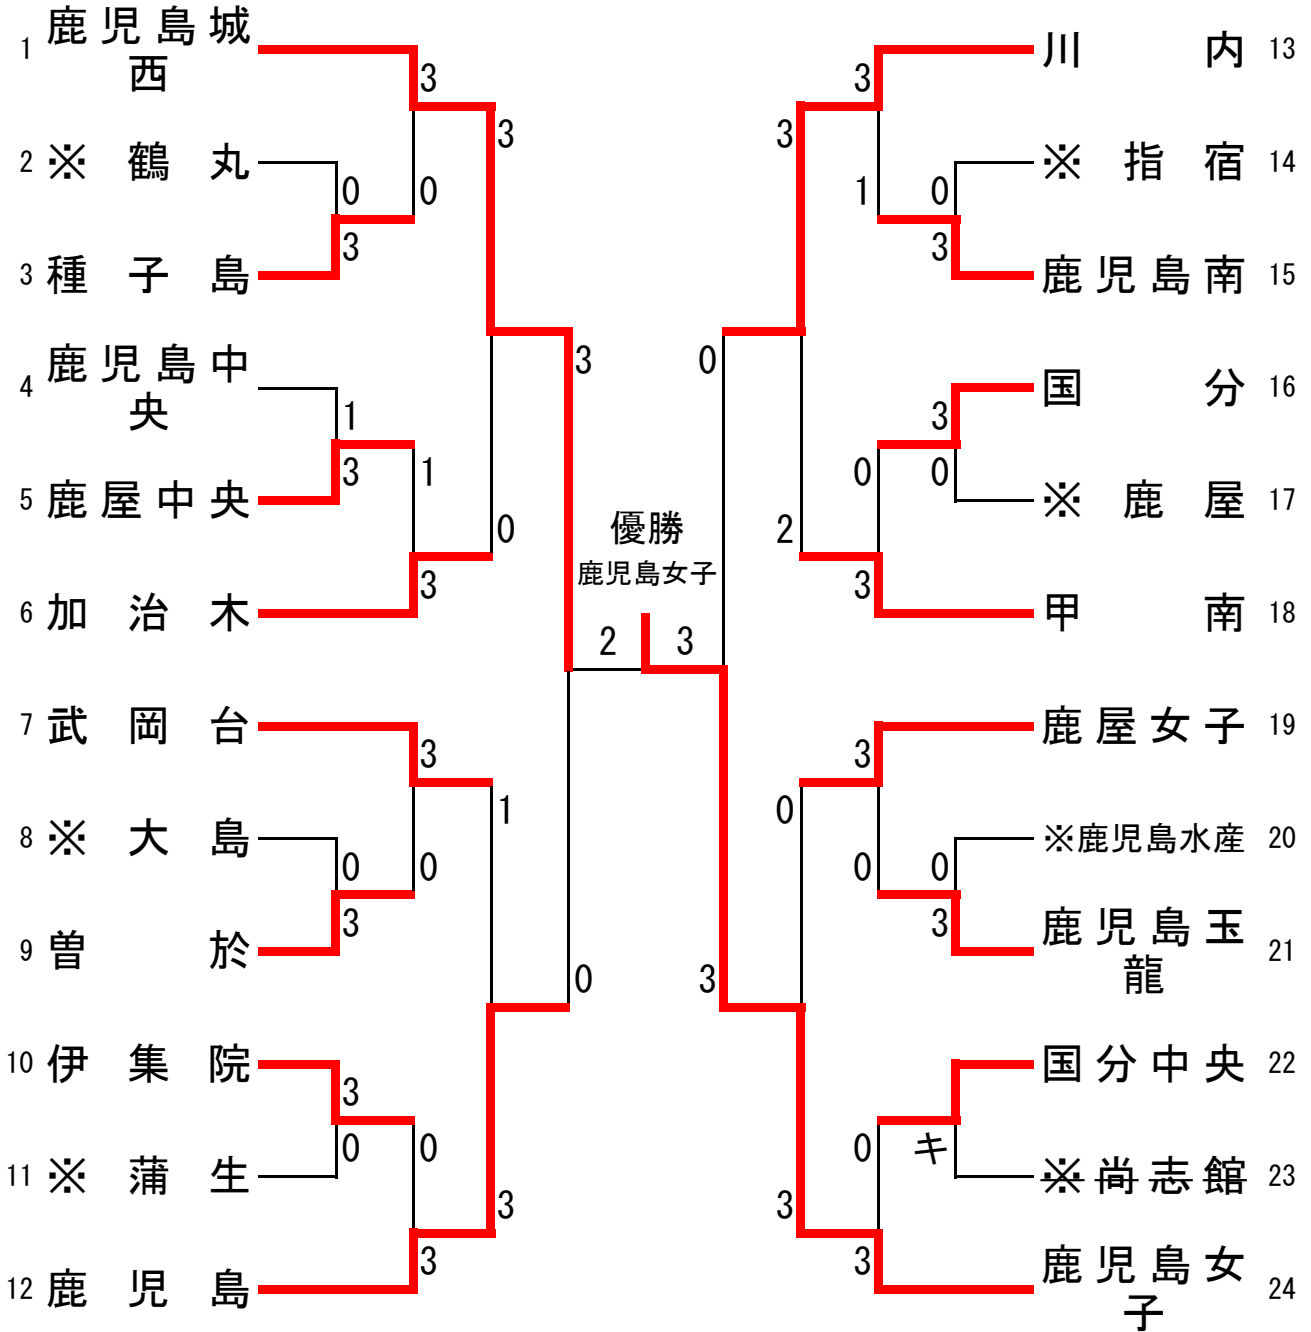 1 鹿児島城
西
3
3
2 ※鶴丸
0
0
3
3 種子島
4 鹿児島中
央
1
3
1
5 鹿屋中央
0
3
6 加治木
3
7 武岡台
3
1
8 ※大島
0
0
3
9 曽於
0
10 伊集院
3
0
0
11 ※蒲生
3
3
12 鹿児島
優勝
鹿児島女子
2 3
川内 13
3
3
※指宿 14
1
0
3
鹿児島南 15
0
国分 16
3
0
0
※鹿屋 17
2
3
甲南 18
鹿屋女子 19
3
0
※鹿児島水産 20
0
0
3
鹿児島玉
龍 21
3
国分中央 22
0
キ
※尚志館 23
3
3
鹿児島女
子 24